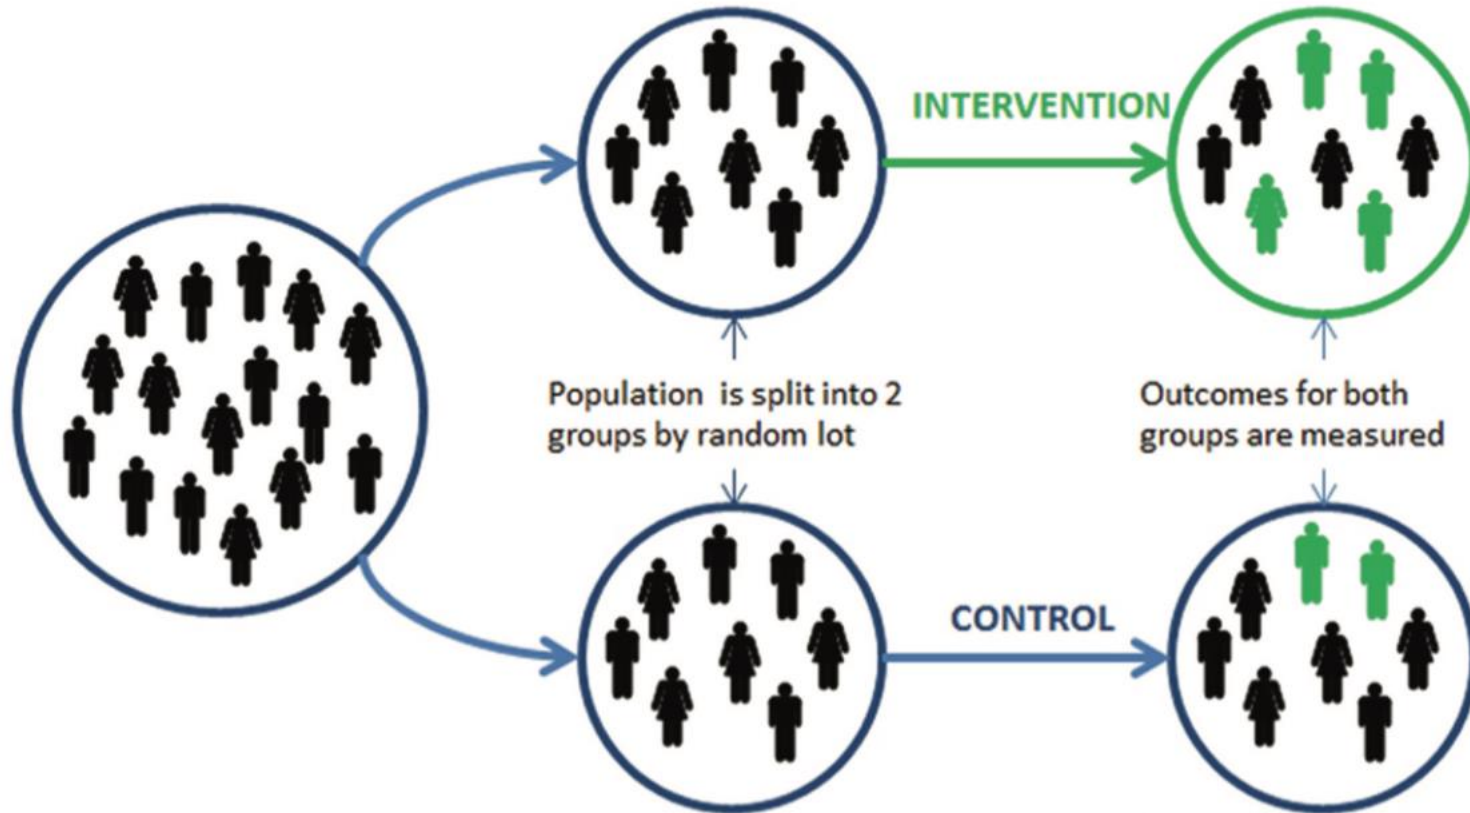 INTERVENTION
Population is split into 2
groups by random lot
Outcomes for both
groups are measured
CONTROL